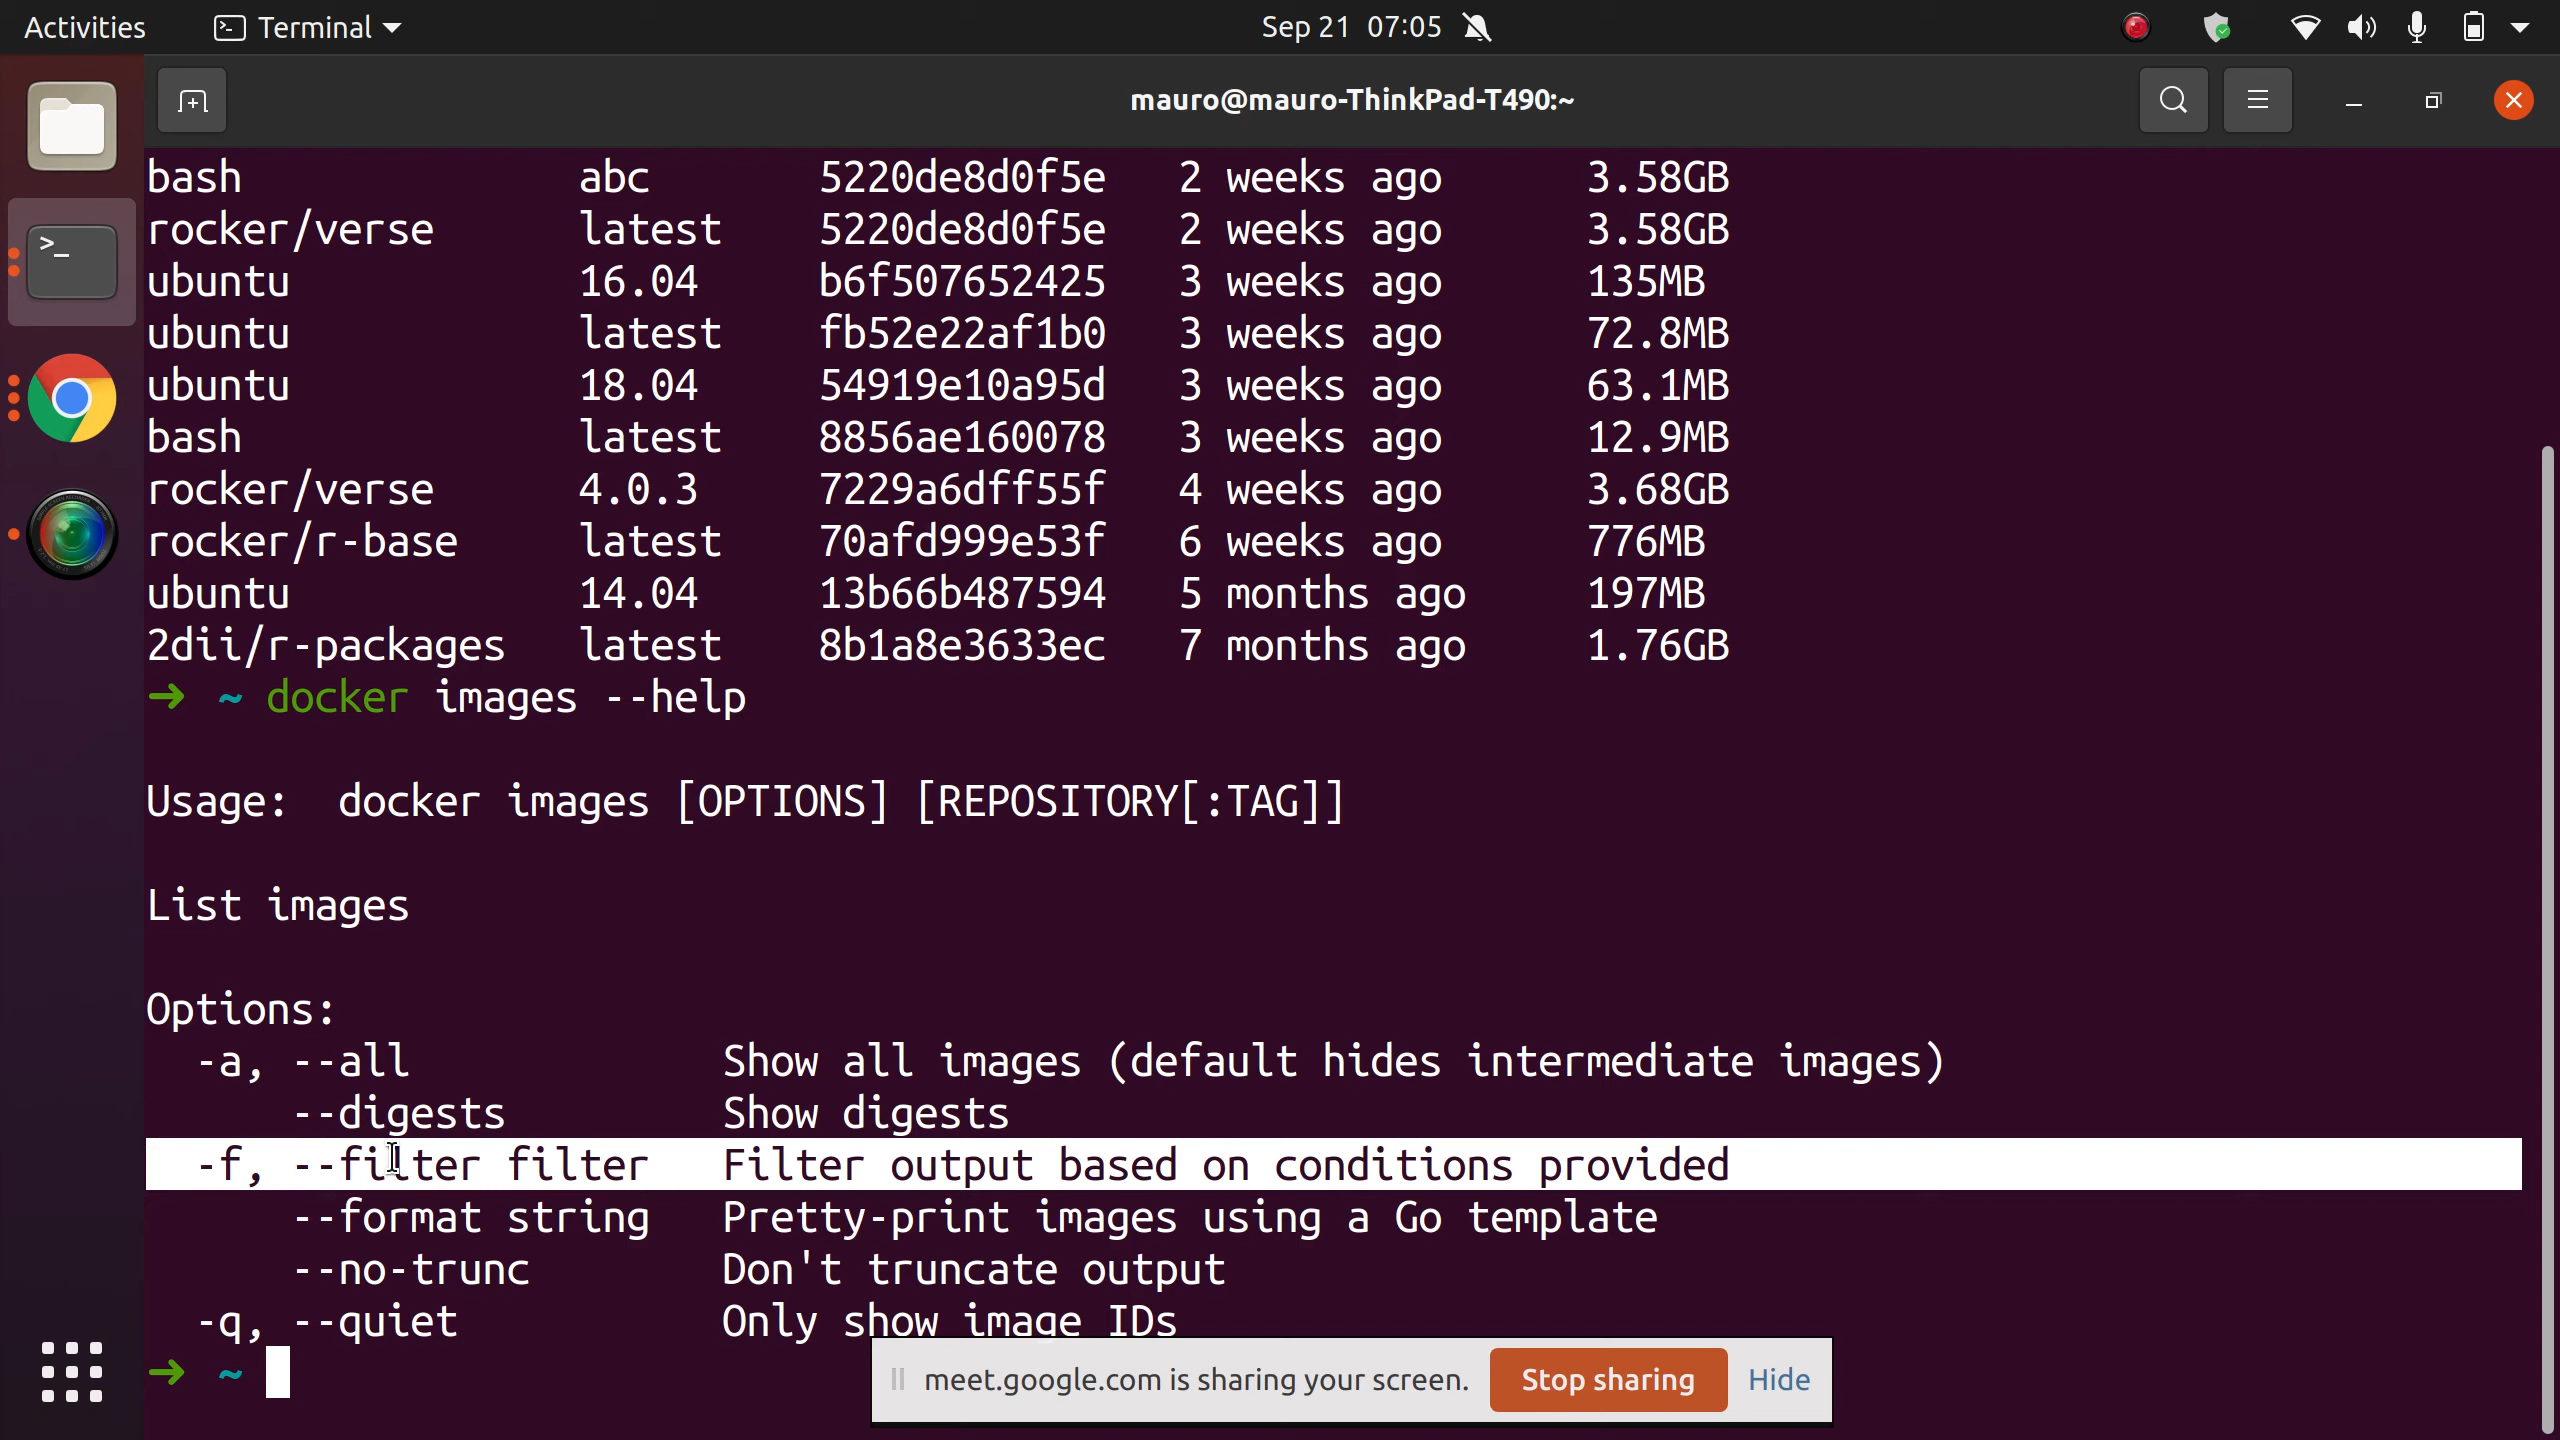 Activities Terminal Sep 21 07:05
mauro@mauro-ThinkPad-T490:~
bash abc 5220de8d0f5e 2 weeks ago 3.58GB
rocker/verse latest 5220de8d0f5e 2 weeks ago 3.58GB
ubuntu 16.04 b6f507652425 3 weeks ago 135MB
ubuntu latest fb52e22af1b0 3 weeks ago 72.8MB
ubuntu 18.04 54919e10a95d 3 weeks ago 63.1MB
bash latest 8856ae160078 3 weeks ago 12.9MB
rocker/verse 4.0.3 7229a6dff55f 4 weeks ago 3.68GB
rocker/r-base latest 70afd999e53f 6 weeks ago 776MB
ubuntu 14.04 13b66b487594 5 months ago 197MB
2dii/r-packages latest 8b1a8e3633ec 7 months ago 1.76GB
➜ ~ docker images --help
Usage: docker images [OPTIONS] [REPOSITORY[:TAG]]
List images
Options:
-a, --all Show all images (default hides intermediate images)
--digests Show digests
-f, --filter filter Filter output based on conditions provided
--format string Pretty-print images using a Go template
--no-trunc Don't truncate output
-q, --quiet Only show image IDs
➜ ~
meet.google.com is sharing your screen. Stop sharing Hide